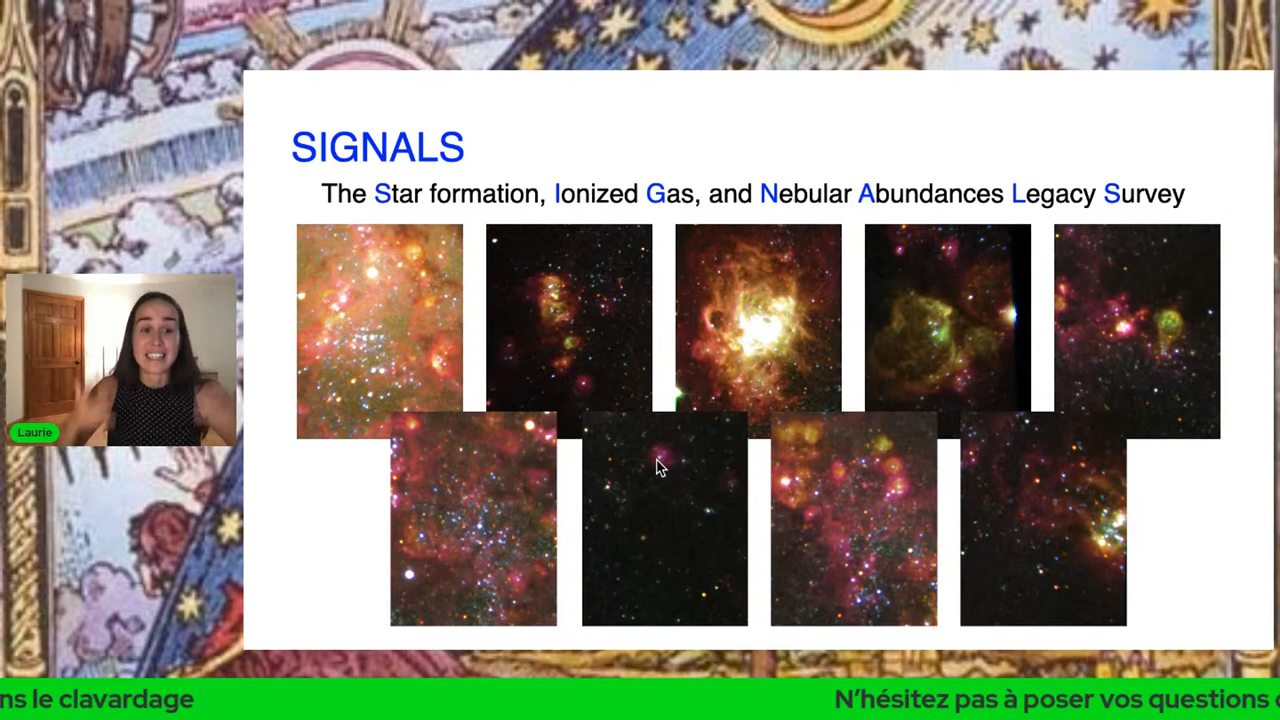 SIGNALS
The Star formation, Ionized Gas, and Nebular Abundances Legacy Survey
Laurie
ns le clavardage
N'hésitez pas à poser vos questions